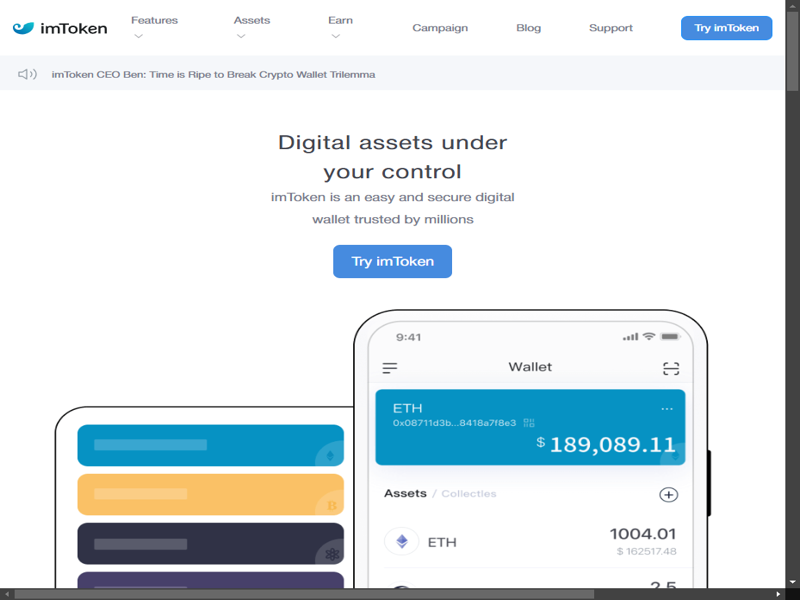 imToken
Features
Assets
Earn
Campaign
Blog
Support
Try imToken
imToken CEO Ben: Time is Ripe to Break Crypto Wallet Trilemma
Digital assets under
your control
imToken is an easy and secure digital
wallet trusted by millions
Try imToken
9:41
Wallet
ETH
0x08711d3b...8418a7f8e3
$ 189,089.11
Assets / Collectles
ETH
1004.01
$ 162517.48
2.5